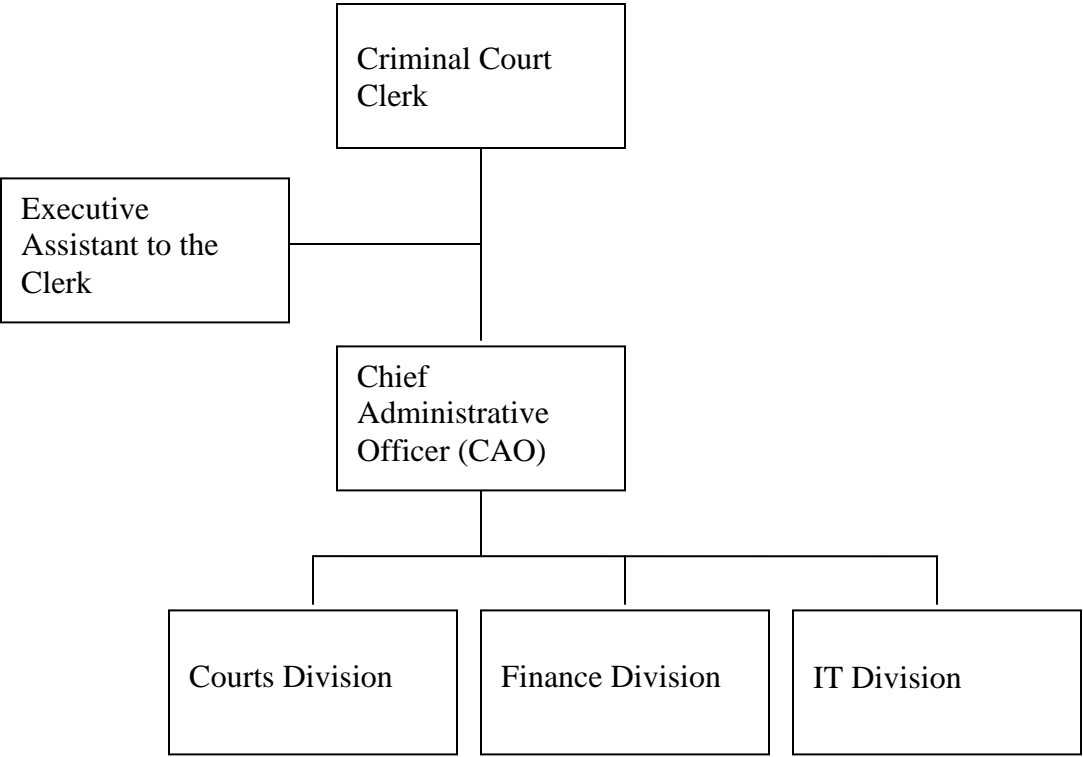 Criminal Court
Clerk
Executive
Assistant to the
Clerk
Chief
Administrative
Officer (CAO)
Courts Division
Finance Division
IT Division